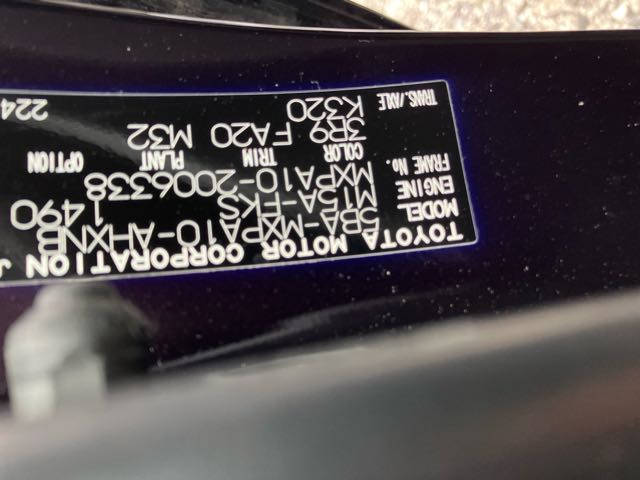 TOYOTA MOTOR CORPORATION J
MODEL 5BA-MXPA10-AHXNB
ENGINE M15A-FKS 1490
FRAME No. MXPA10-2006338
COLOR TRIM PLANT OPTION
3B9 FA20 M32
TRANS./AXLE K320
224